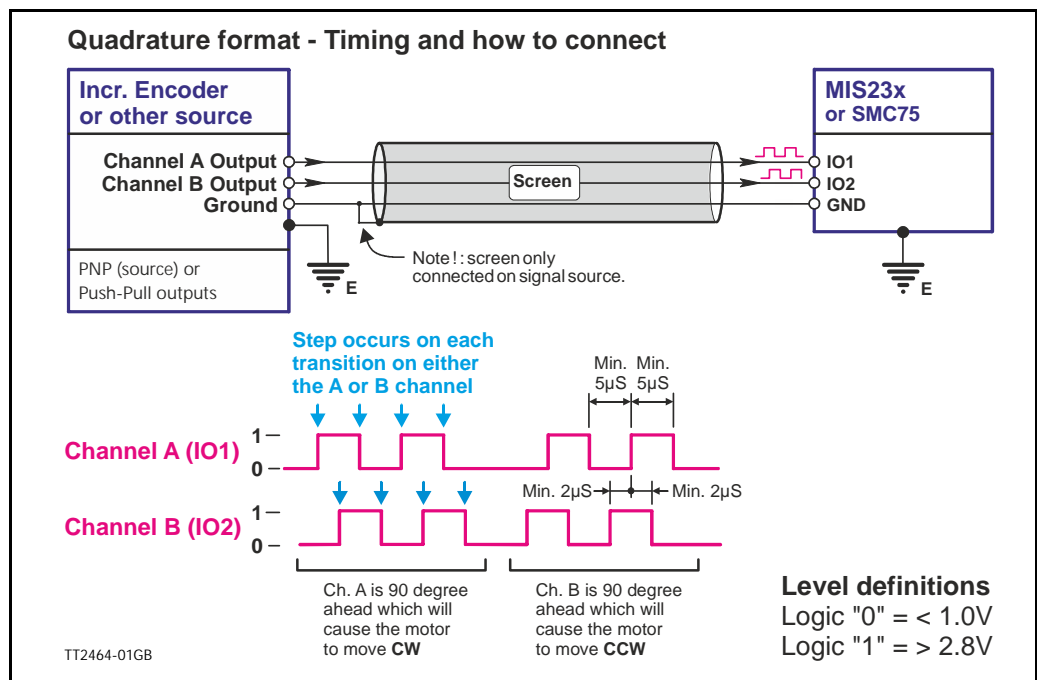 Quadrature format - Timing and how to connect
Incr. Encoder
or other source
Channel A Output
Channel B Output
Ground
PNP (source) or
Push-Pull outputs
E
Screen
Note! : screen only
connected on signal source.
MIS23x
or SMC75
IO1
IO2
GND
E
Step occurs on each
transition on either
the A or B channel
Min. 5µS
Min. 5µS
Channel A (IO1)
1
0
Min. 2µS
Min. 2µS
Channel B (IO2)
1
0
Ch. A is 90 degree
ahead which will
cause the motor
to move CW
Ch. B is 90 degree
ahead which will
cause the motor
to move CCW
Level definitions
Logic "0" = < 1.0V
Logic "1" = > 2.8V
TT2464-01GB